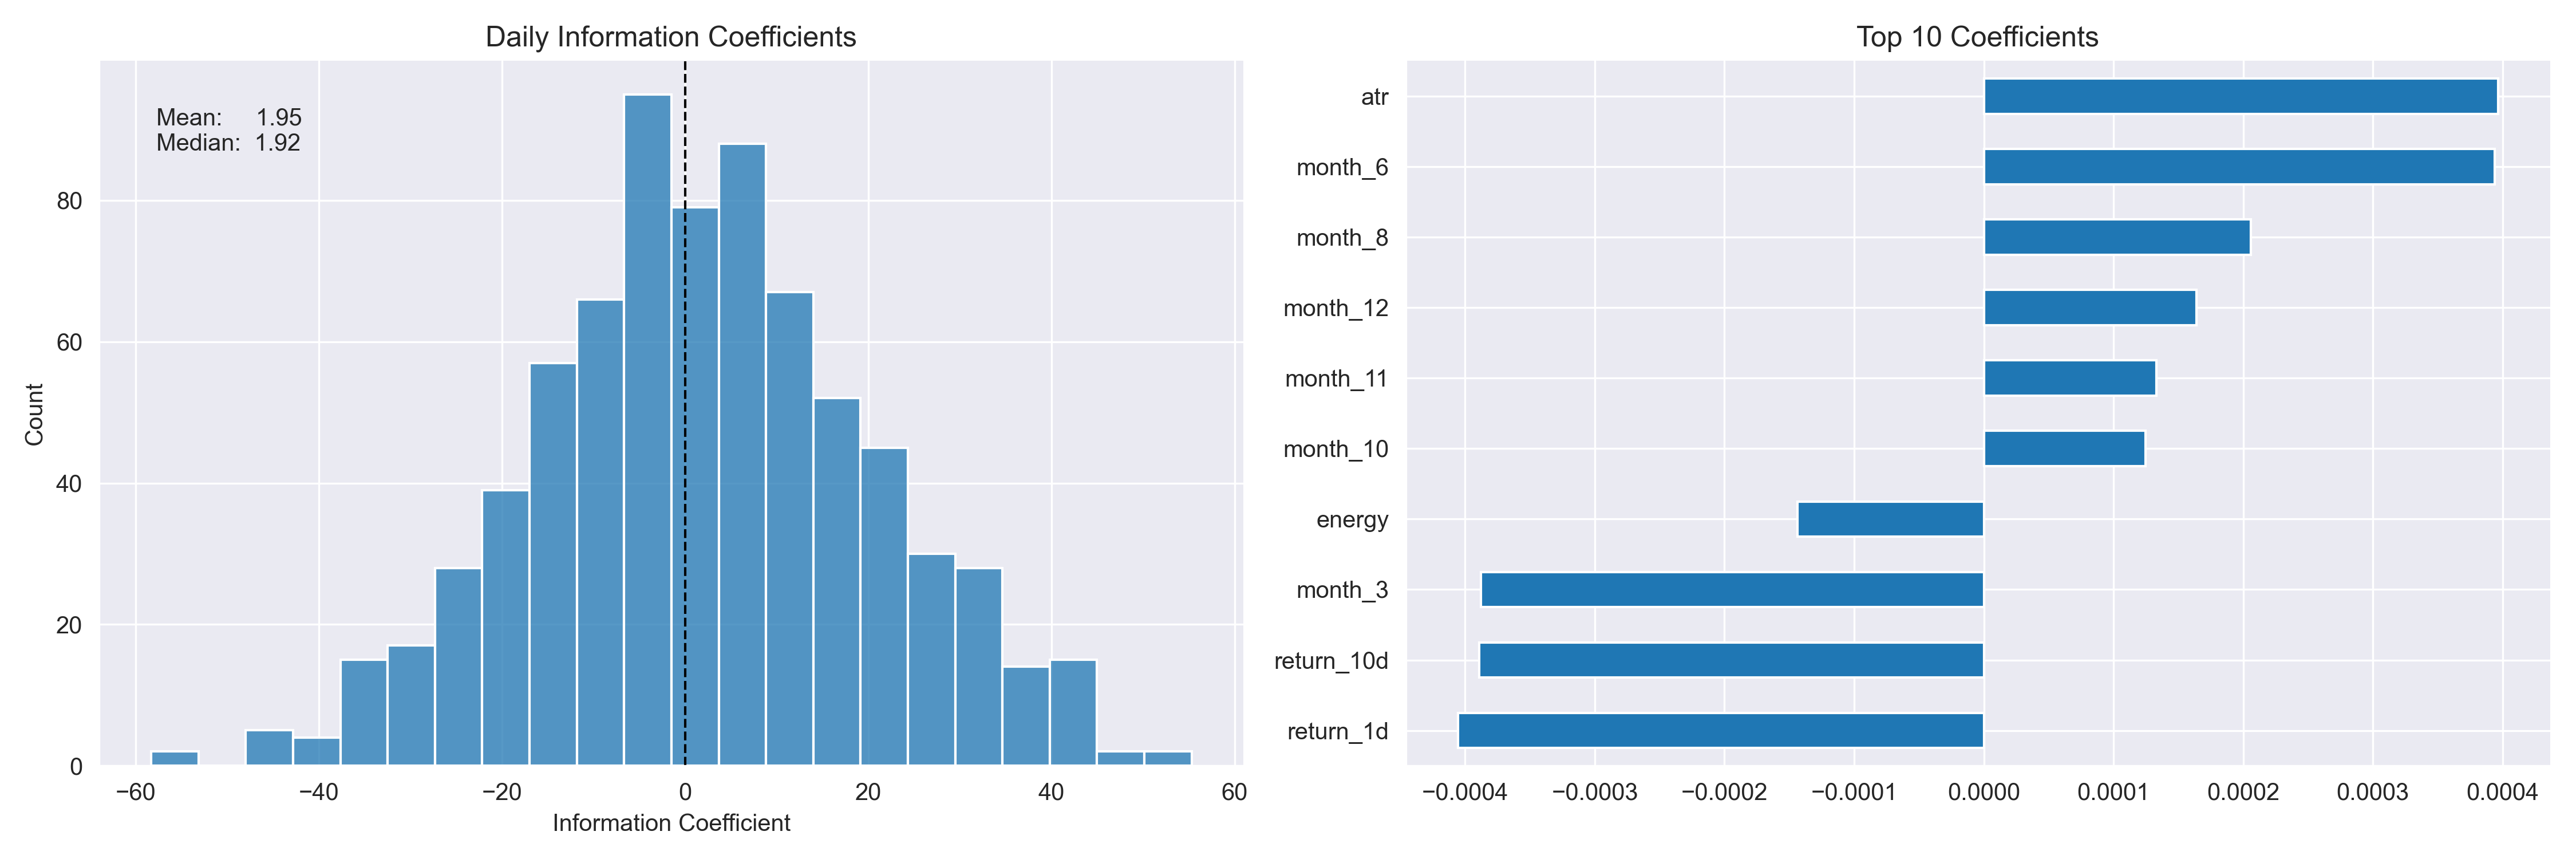 Daily Information Coefficients
Mean: 1.95
Median: 1.92
Count
80
60
40
20
0
−60 −40 −20 0 20 40 60
Information Coefficient
Top 10 Coefficients
atr
month_6
month_8
month_12
month_11
month_10
energy
month_3
return_10d
return_1d
−0.0004 −0.0003 −0.0002 −0.0001 0.0000 0.0001 0.0002 0.0003 0.0004